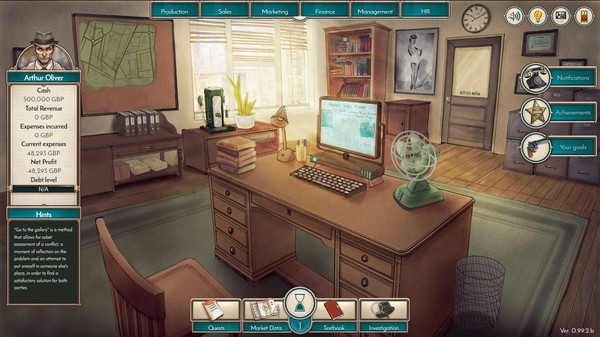 Production
Sales
Marketing
Finance
Management
HR
Arthur Oliver
Cash
500,000 GBP
Total Revenue
0 GBP
Expenses incurred
0 GBP
Current expenses
-48,293 GBP
Net Profit
-48,293 GBP
Debt level
N/A
Hints
"Go to the gallery" is a method
that allows for sober
assessment of a conflict, a
moment of reflection on the
problem and an attempt to
put oneself in someone else's
place, in order to find a
satisfactory solution for both
parties.
Notifications
Achievements
Your goals
Quests
Market Data
1
Textbook
Investigation
Ver. 0.99.2.b